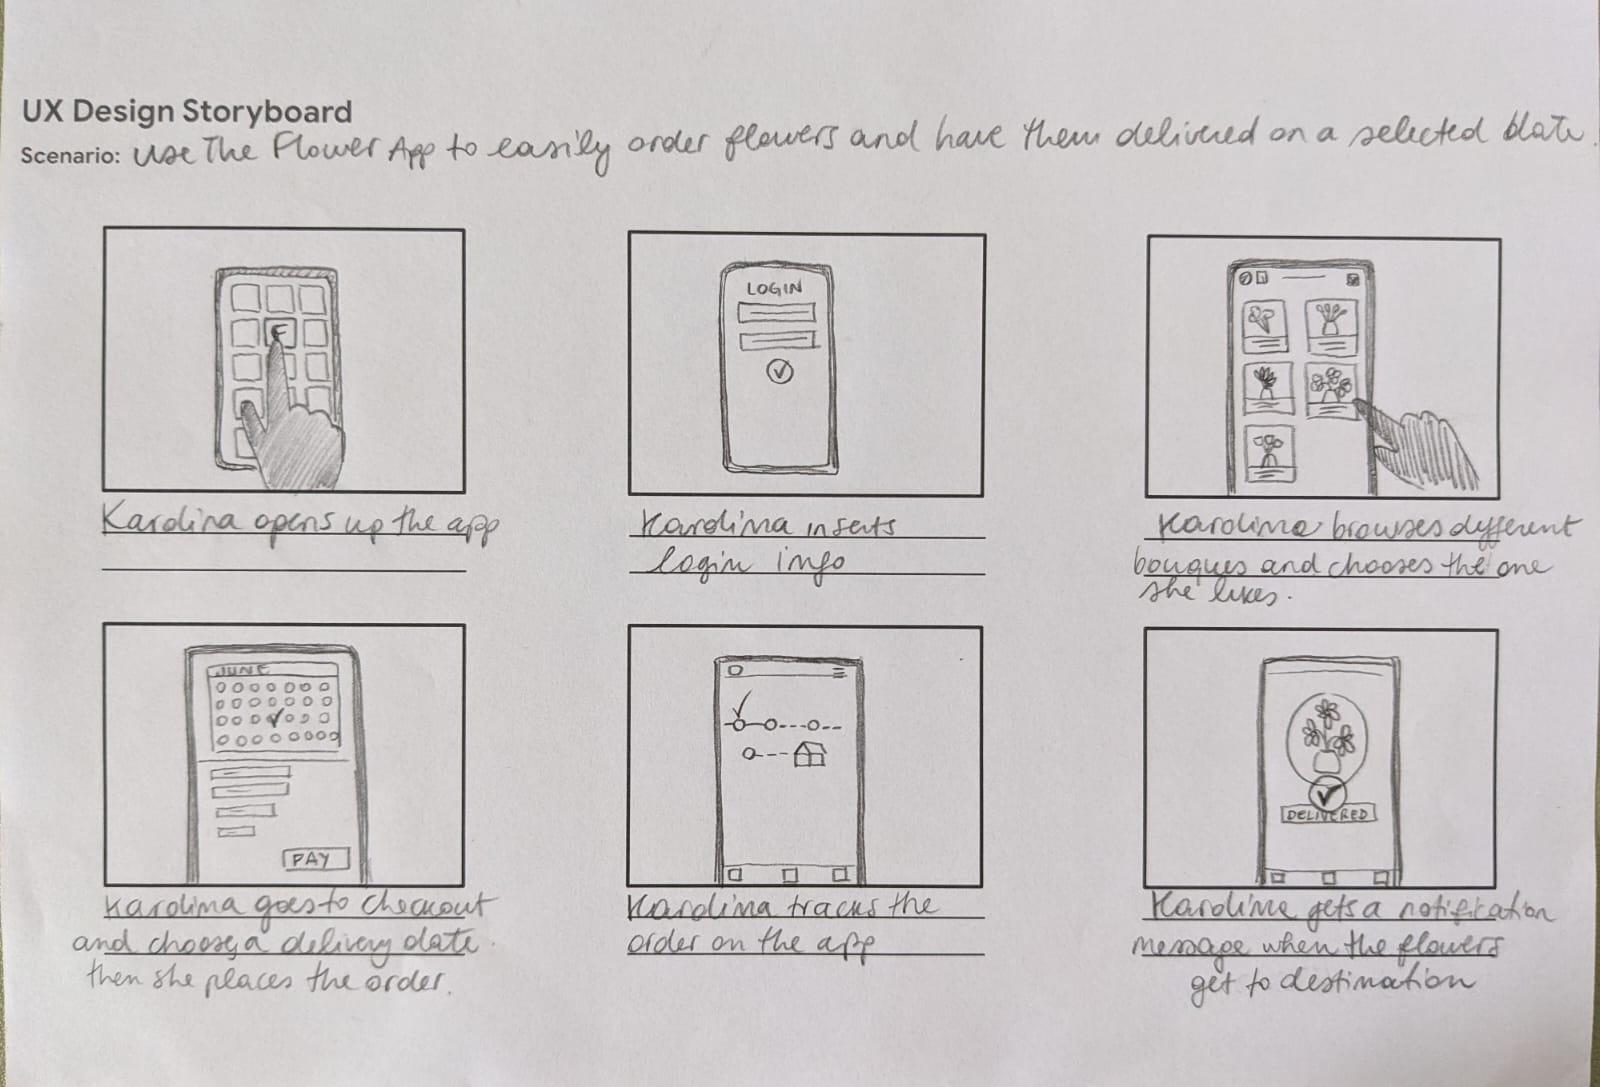 UX Design Storyboard
Scenario: Use The Flower App to easily order flowers and have them delivered on a selected date.
F
LOGIN
Karolina opens up the app
Karolina inserts
login info
Karolina browses different
bouques and chooses the one
she likes.
JUNE
PAY
DELIVERED
Karolina goes to checkout
and chooses a delivery date.
then she places the order.
Karolina tracks the
order on the app
Karolina gets a notification
message when the flowers
get to destination